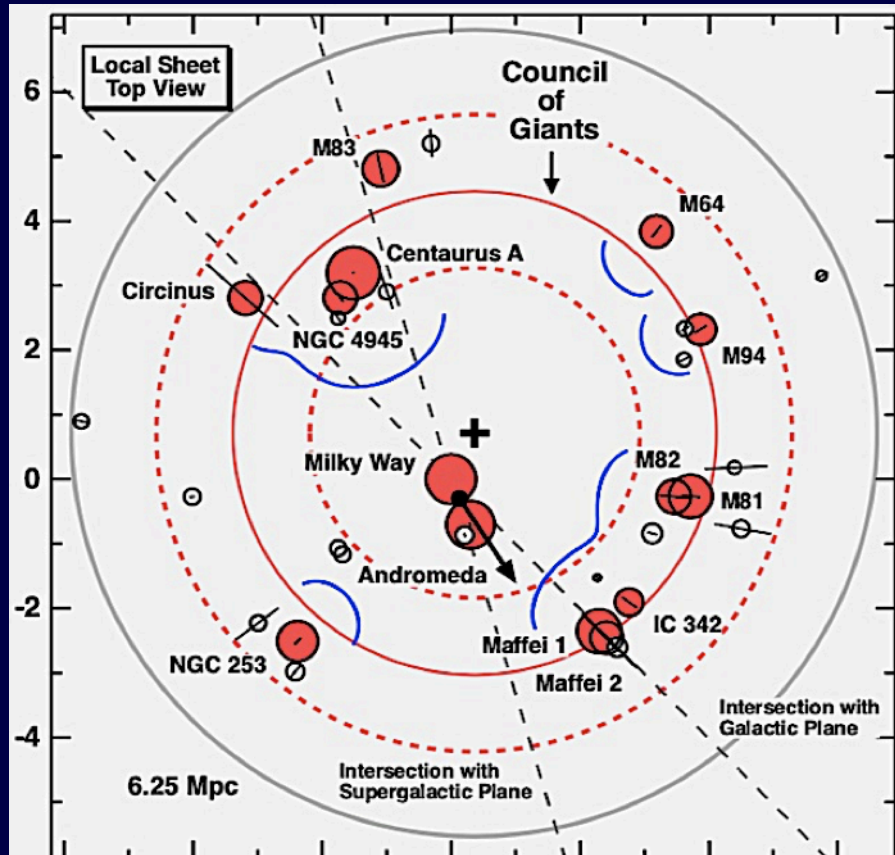 Local Sheet
Top View
Council
of
Giants
6
M83
M64
4
Centaurus A
Circinus
NGC 4945
M94
2
Milky Way
M82
0
M81
Andromeda
-2
IC 342
Maffei 1
NGC 253
Maffei 2
Intersection with
Galactic Plane
-4
Intersection with
Supergalactic Plane
6.25 Mpc